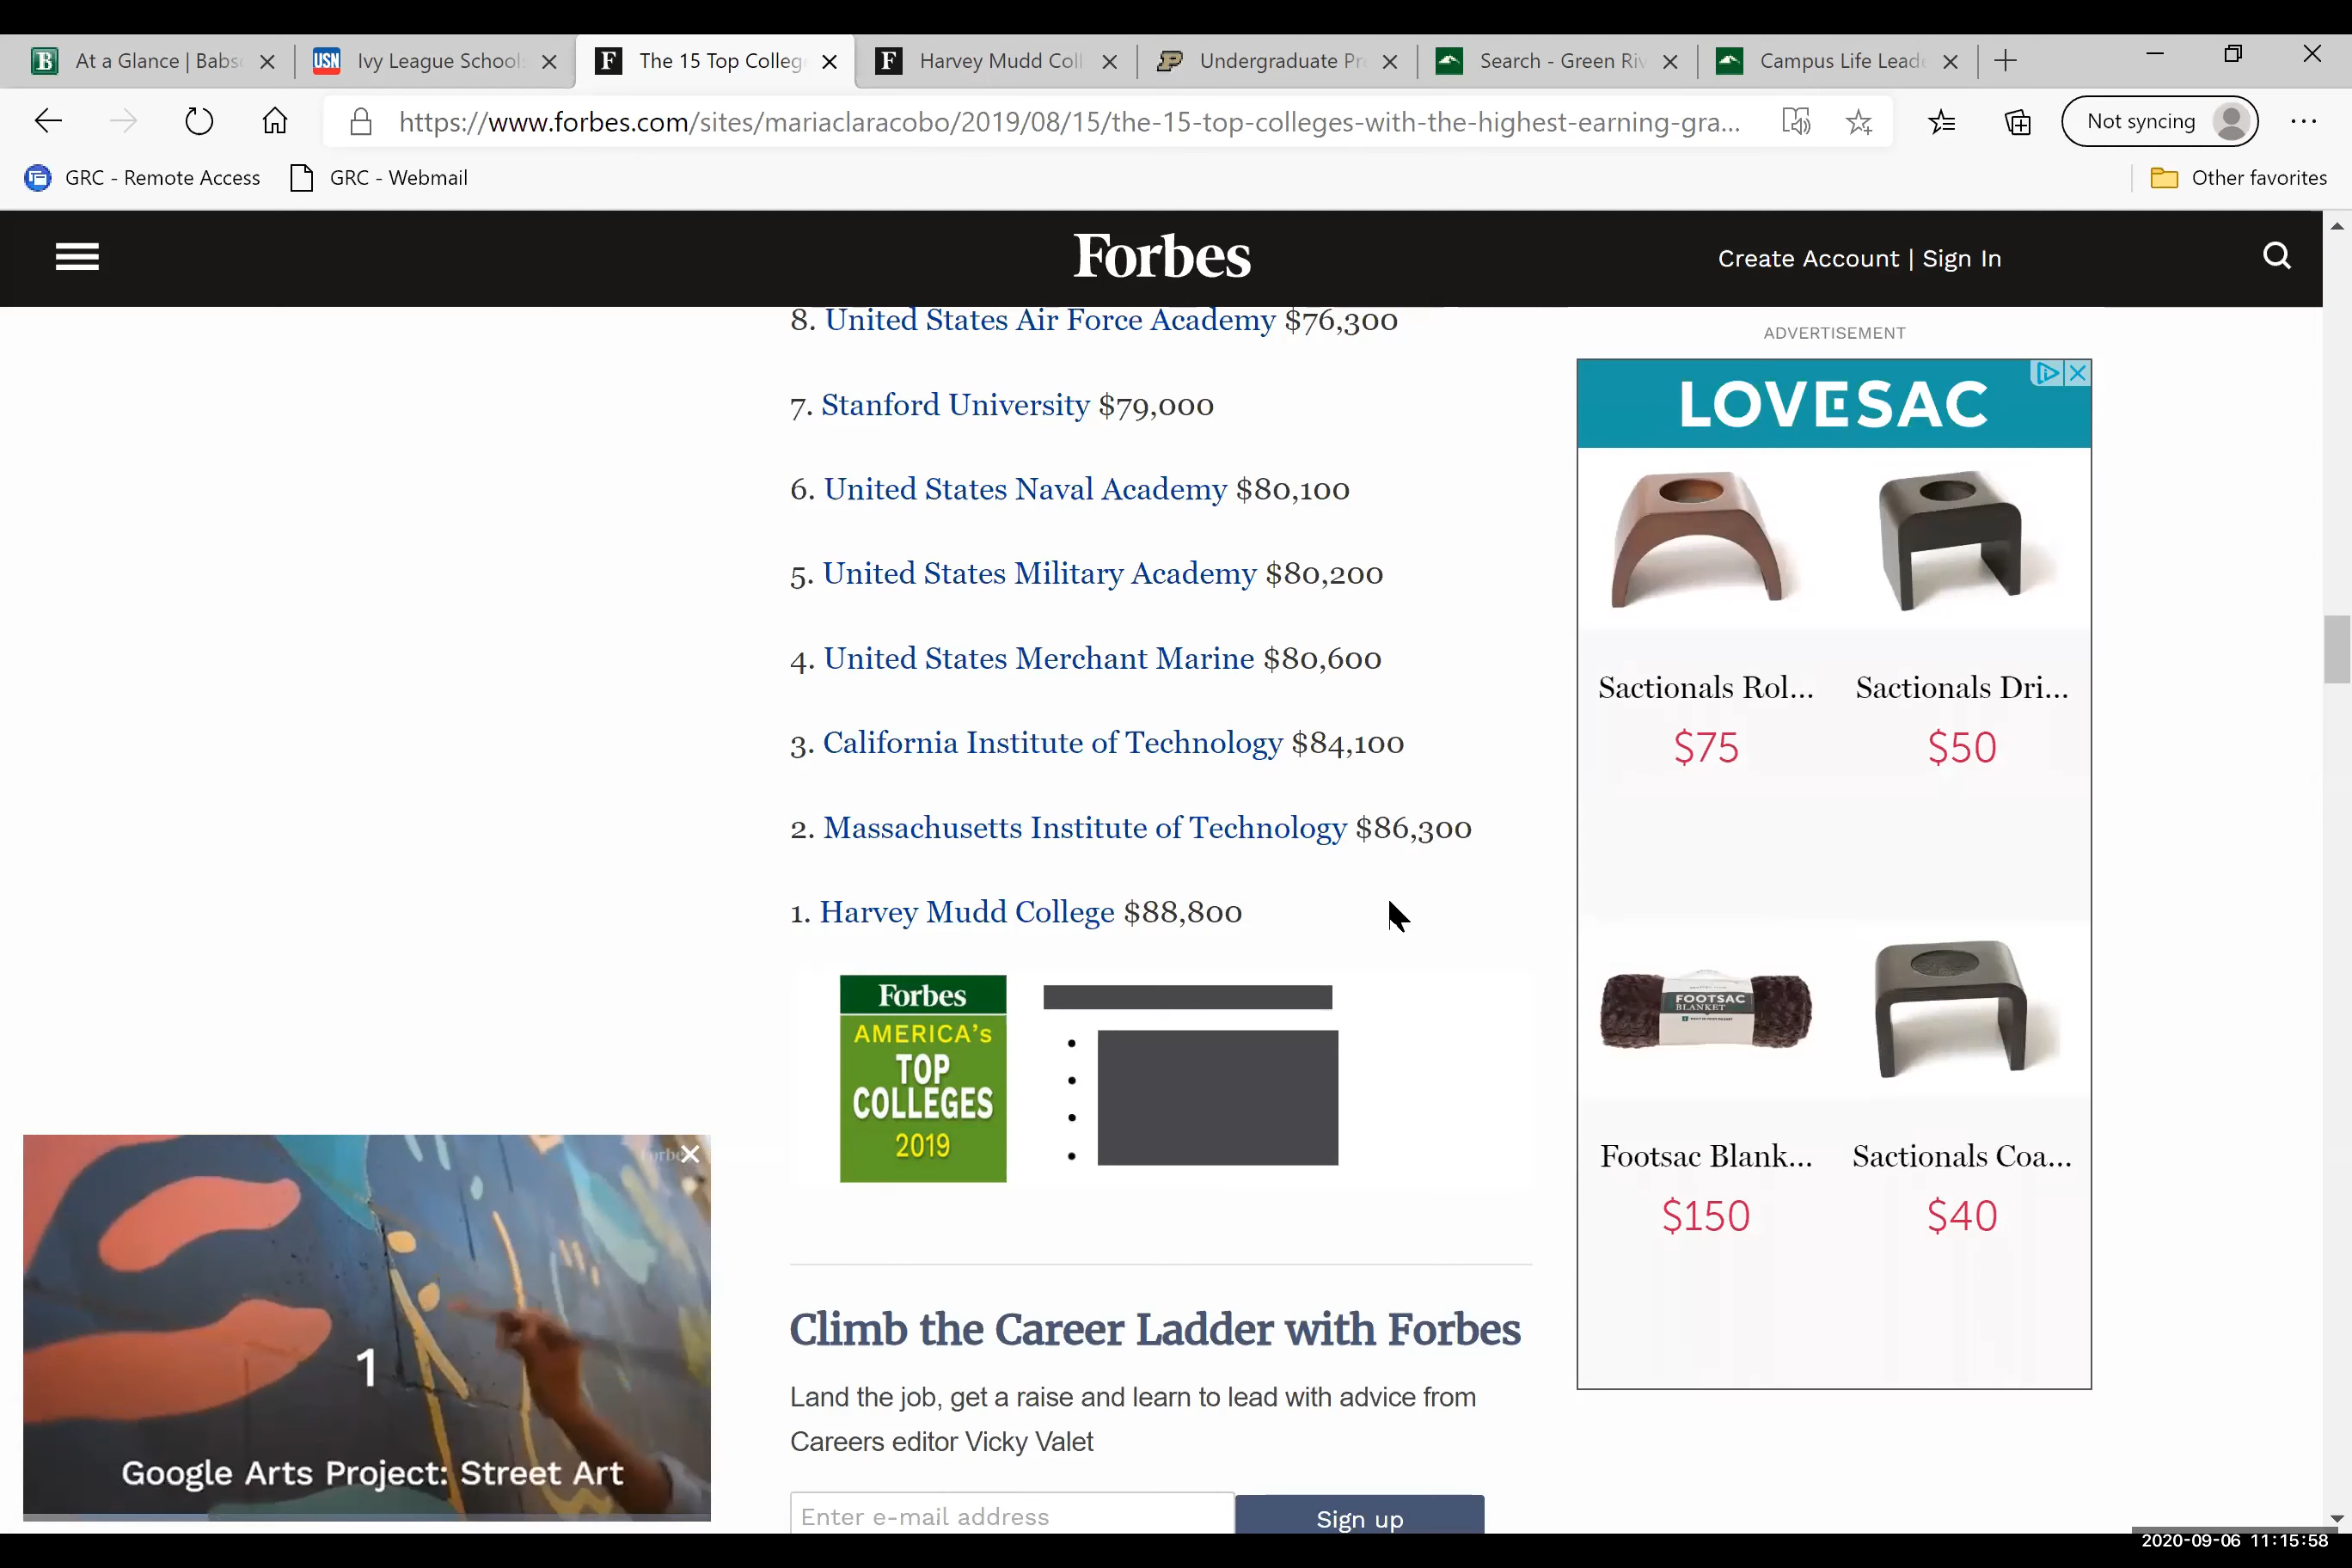 At a Glance | Babs
Ivy League School
The 15 Top Colleg
Harvey Mudd Coll
Undergraduate Pr
Search - Green Riv
Campus Life Lead
https://www.forbes.com/sites/mariaclaracobo/2019/08/15/the-15-top-colleges-with-the-highest-earning-gra...
Not syncing
GRC - Remote Access
GRC - Webmail
Other favorites
Forbes
Create Account | Sign In
8. United States Air Force Academy $76,300
7. Stanford University $79,000
6. United States Naval Academy $80,100
5. United States Military Academy $80,200
4. United States Merchant Marine $80,600
3. California Institute of Technology $84,100
2. Massachusetts Institute of Technology $86,300
1. Harvey Mudd College $88,800
Forbes
AMERICA's
TOP
COLLEGES
2019
Climb the Career Ladder with Forbes
Land the job, get a raise and learn to lead with advice from
Careers editor Vicky Valet
Enter e-mail address
Sign up
ADVERTISEMENT
LOVESAC
Sactionals Rol...
$75
Sactionals Dri...
$50
FOOTSAC
BLANKET
Footsac Blank...
$150
Sactionals Coa...
$40
1
Google Arts Project: Street Art
2020-09-06 11:15:58